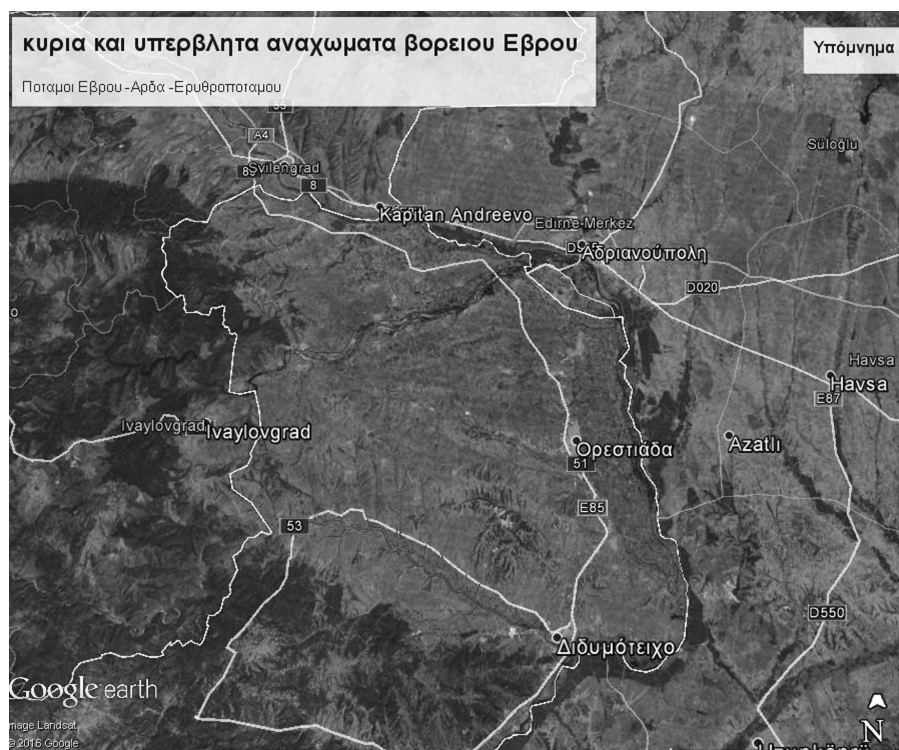 κυρια και υπερβλητα αναχωματα βορειου Εβρου
Υπόμνημα
Ποταμοι Εβρου -Αρδα -Ερυθροποταμου
55
A4
Süloğlu
Svilengrad
8
Kapitan Andreevo
Edirne-Merkez
Αδριανούπολη
D020
Havsa
Havsa
E87
Ivaylovgrad
Ivaylovgrad
Azatlı
Ορεστιάδα
51
E85
53
D550
Διδυμότειχο
Google earth
mage Landsat
© 2016 Google
N